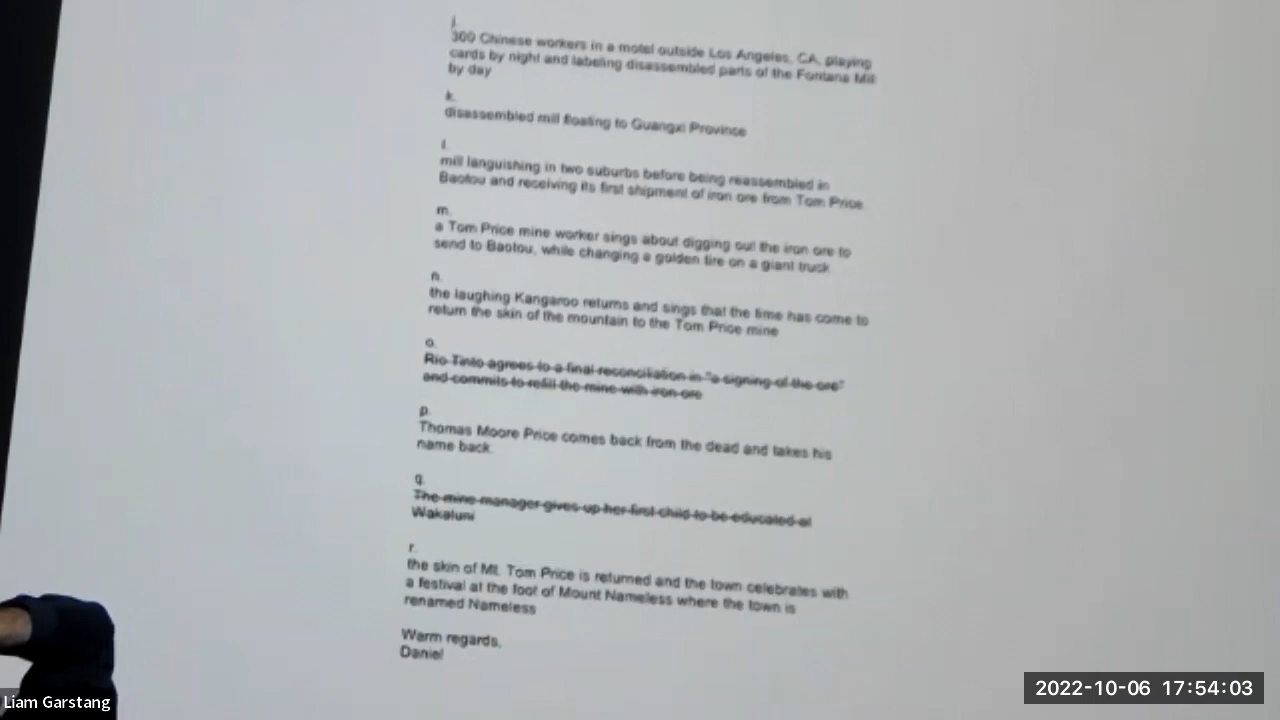 j.
300 Chinese workers in a motel outside Los Angeles, CA, playing
cards by night and labeling disassembled parts of the Fontana Mill
by day
k.
disassembled mill floating to Guangxi Province
l.
mill languishing in two suburbs before being reassembled in
Baotou and receiving its first shipment of iron ore from Tom Price
m.
a Tom Price mine worker sings about digging out the iron ore to
send to Baotou, while changing a golden tire on a giant truck
n.
the laughing Kangaroo returns and sings that the time has come to
return the skin of the mountain to the Tom Price mine
o.
Rio Tinto agrees to a final reconciliation in "a signing of the ore"
and commits to refill the mine with iron ore
p.
Thomas Moore Price comes back from the dead and takes his
name back.
q.
The mine manager gives up her first child to be educated at
Wakaluni
r.
the skin of Mt. Tom Price is returned and the town celebrates with
a festival at the foot of Mount Nameless where the town is
renamed Nameless
Warm regards,
Daniel
Liam Garstang
2022-10-06 17:54:03